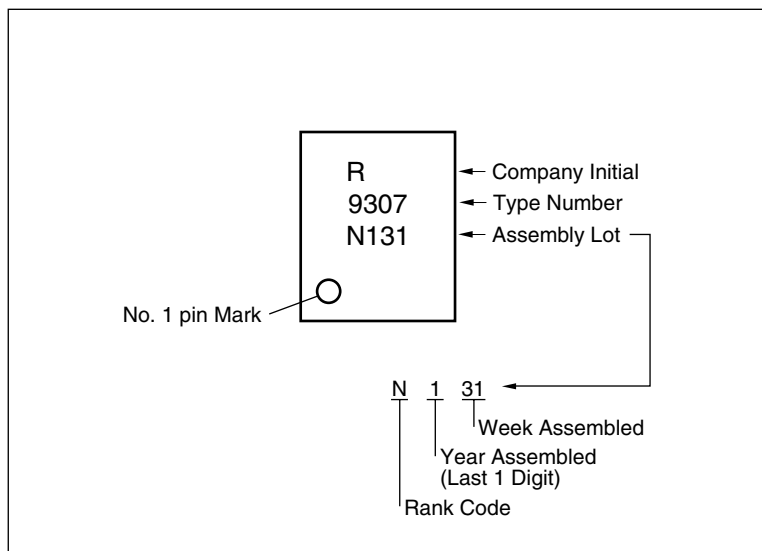 R
9307
N131
Company Initial
Type Number
Assembly Lot
No. 1 pin Mark
N 1 31
Week Assembled
Year Assembled
(Last 1 Digit)
Rank Code